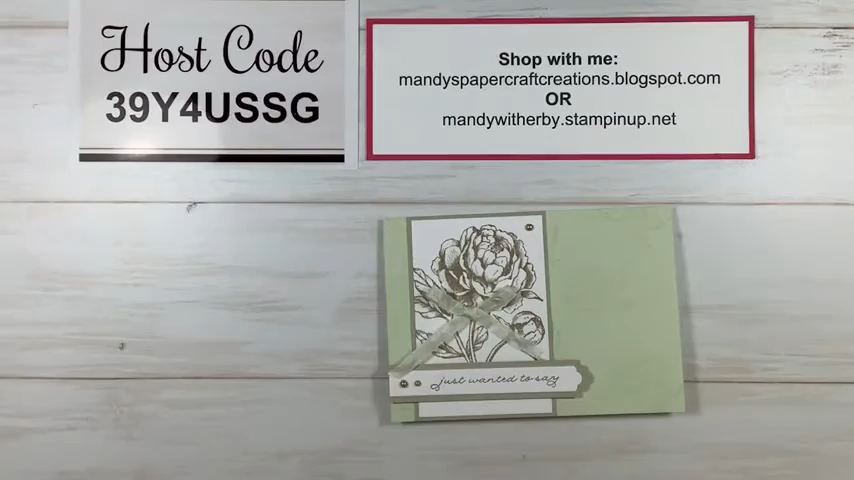 Host Code
39Y4USSG
Shop with me:
mandyspapercraftcreations.blogspot.com
OR
mandywitherby.stampinup.net
just wanted to say